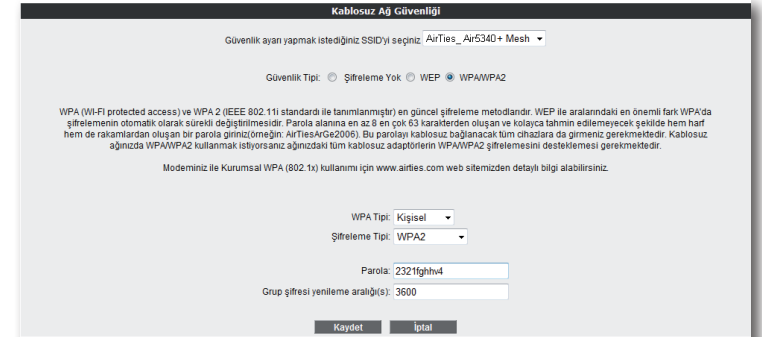 Kablosuz Ağ Güvenliği
Güvenlik ayarı yapmak istediğiniz SSID'yi seçiniz AirTies_ Air5340+ Mesh
Güvenlik Tipi: Şifreleme Yok WEP WPA/WPA2
WPA (WI-FI protected access) ve WPA 2 (IEEE 802.11i standardı ile tanımlanmıştır) en güncel şifreleme metodlarıdır. WEP ile aralarındaki en önemli fark WPA'da
şifrelemenin otomatik olarak sürekli değiştirilmesidir. Parola alanına en az 8 en çok 63 karakterden oluşan ve kolayca tahmin edilemeyecek şekilde hem harf
hem de rakamlardan oluşan bir parola giriniz(örneğin: AirTiesArGe2006). Bu parolayı kablosuz bağlanacak tüm cihazlara da girmeniz gerekmektedir. Kablosuz
ağınızda WPA/WPA2 kullanmak istiyorsanız ağınızdaki tüm kablosuz adaptörlerin WPA/WPA2 şifrelemesini desteklemesi gerekmektedir.
Modeminiz ile Kurumsal WPA (802.1x) kullanımı için www.airties.com web sitemizden detaylı bilgi alabilirsiniz.
WPA Tipi: Kişisel
Şifreleme Tipi: WPA2
Parola: 2321fghhv4
Grup şifresi yenileme aralığı(s): 3600
Kaydet İptal